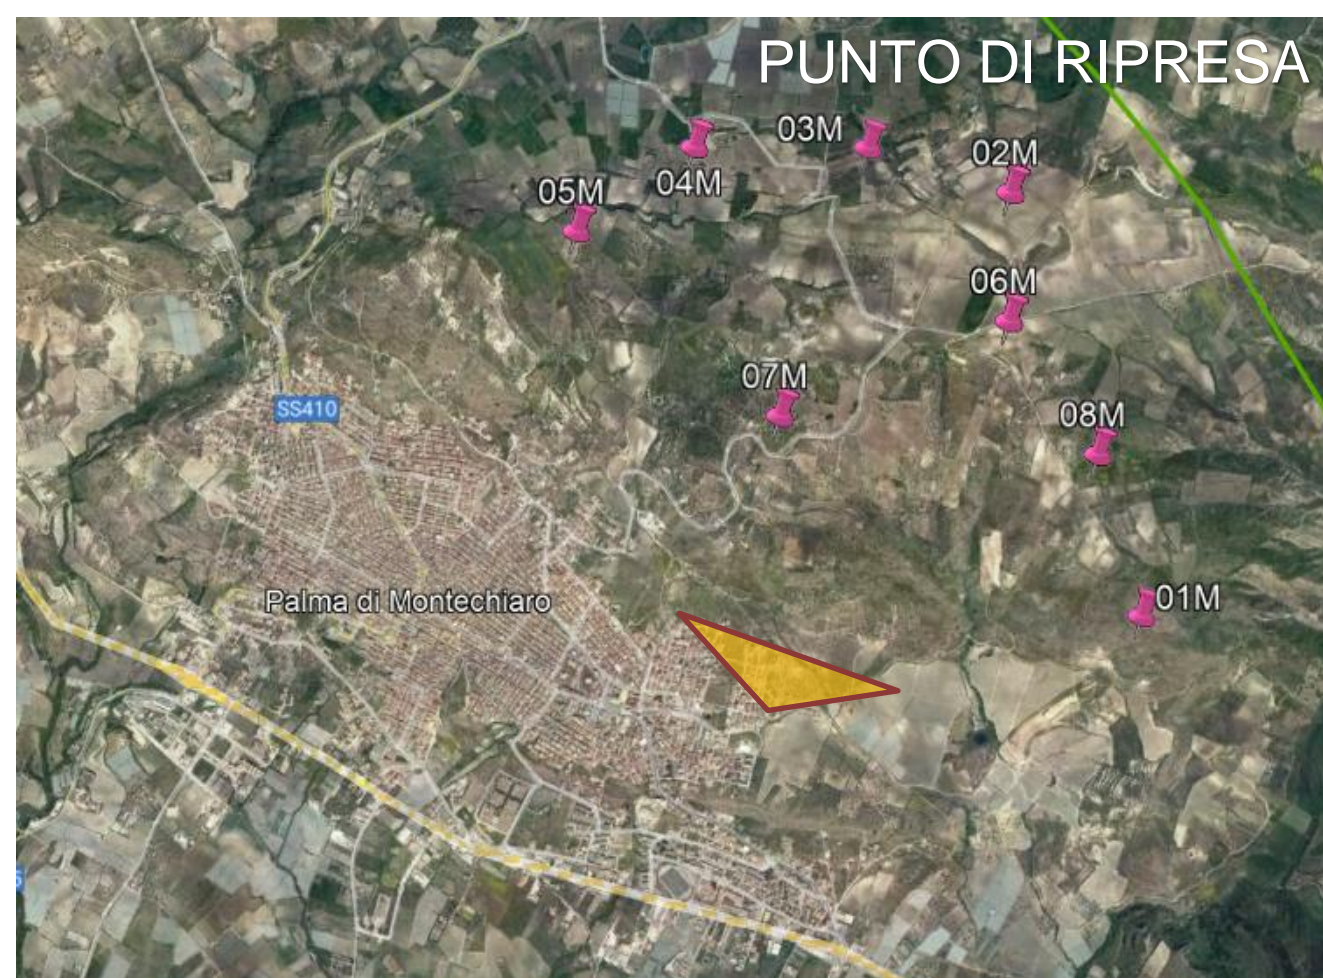 PUNTO DI RIPRESA
03M
02M
04M
05M
06M
07M
SS410
08M
Palma di Montechiaro
01M